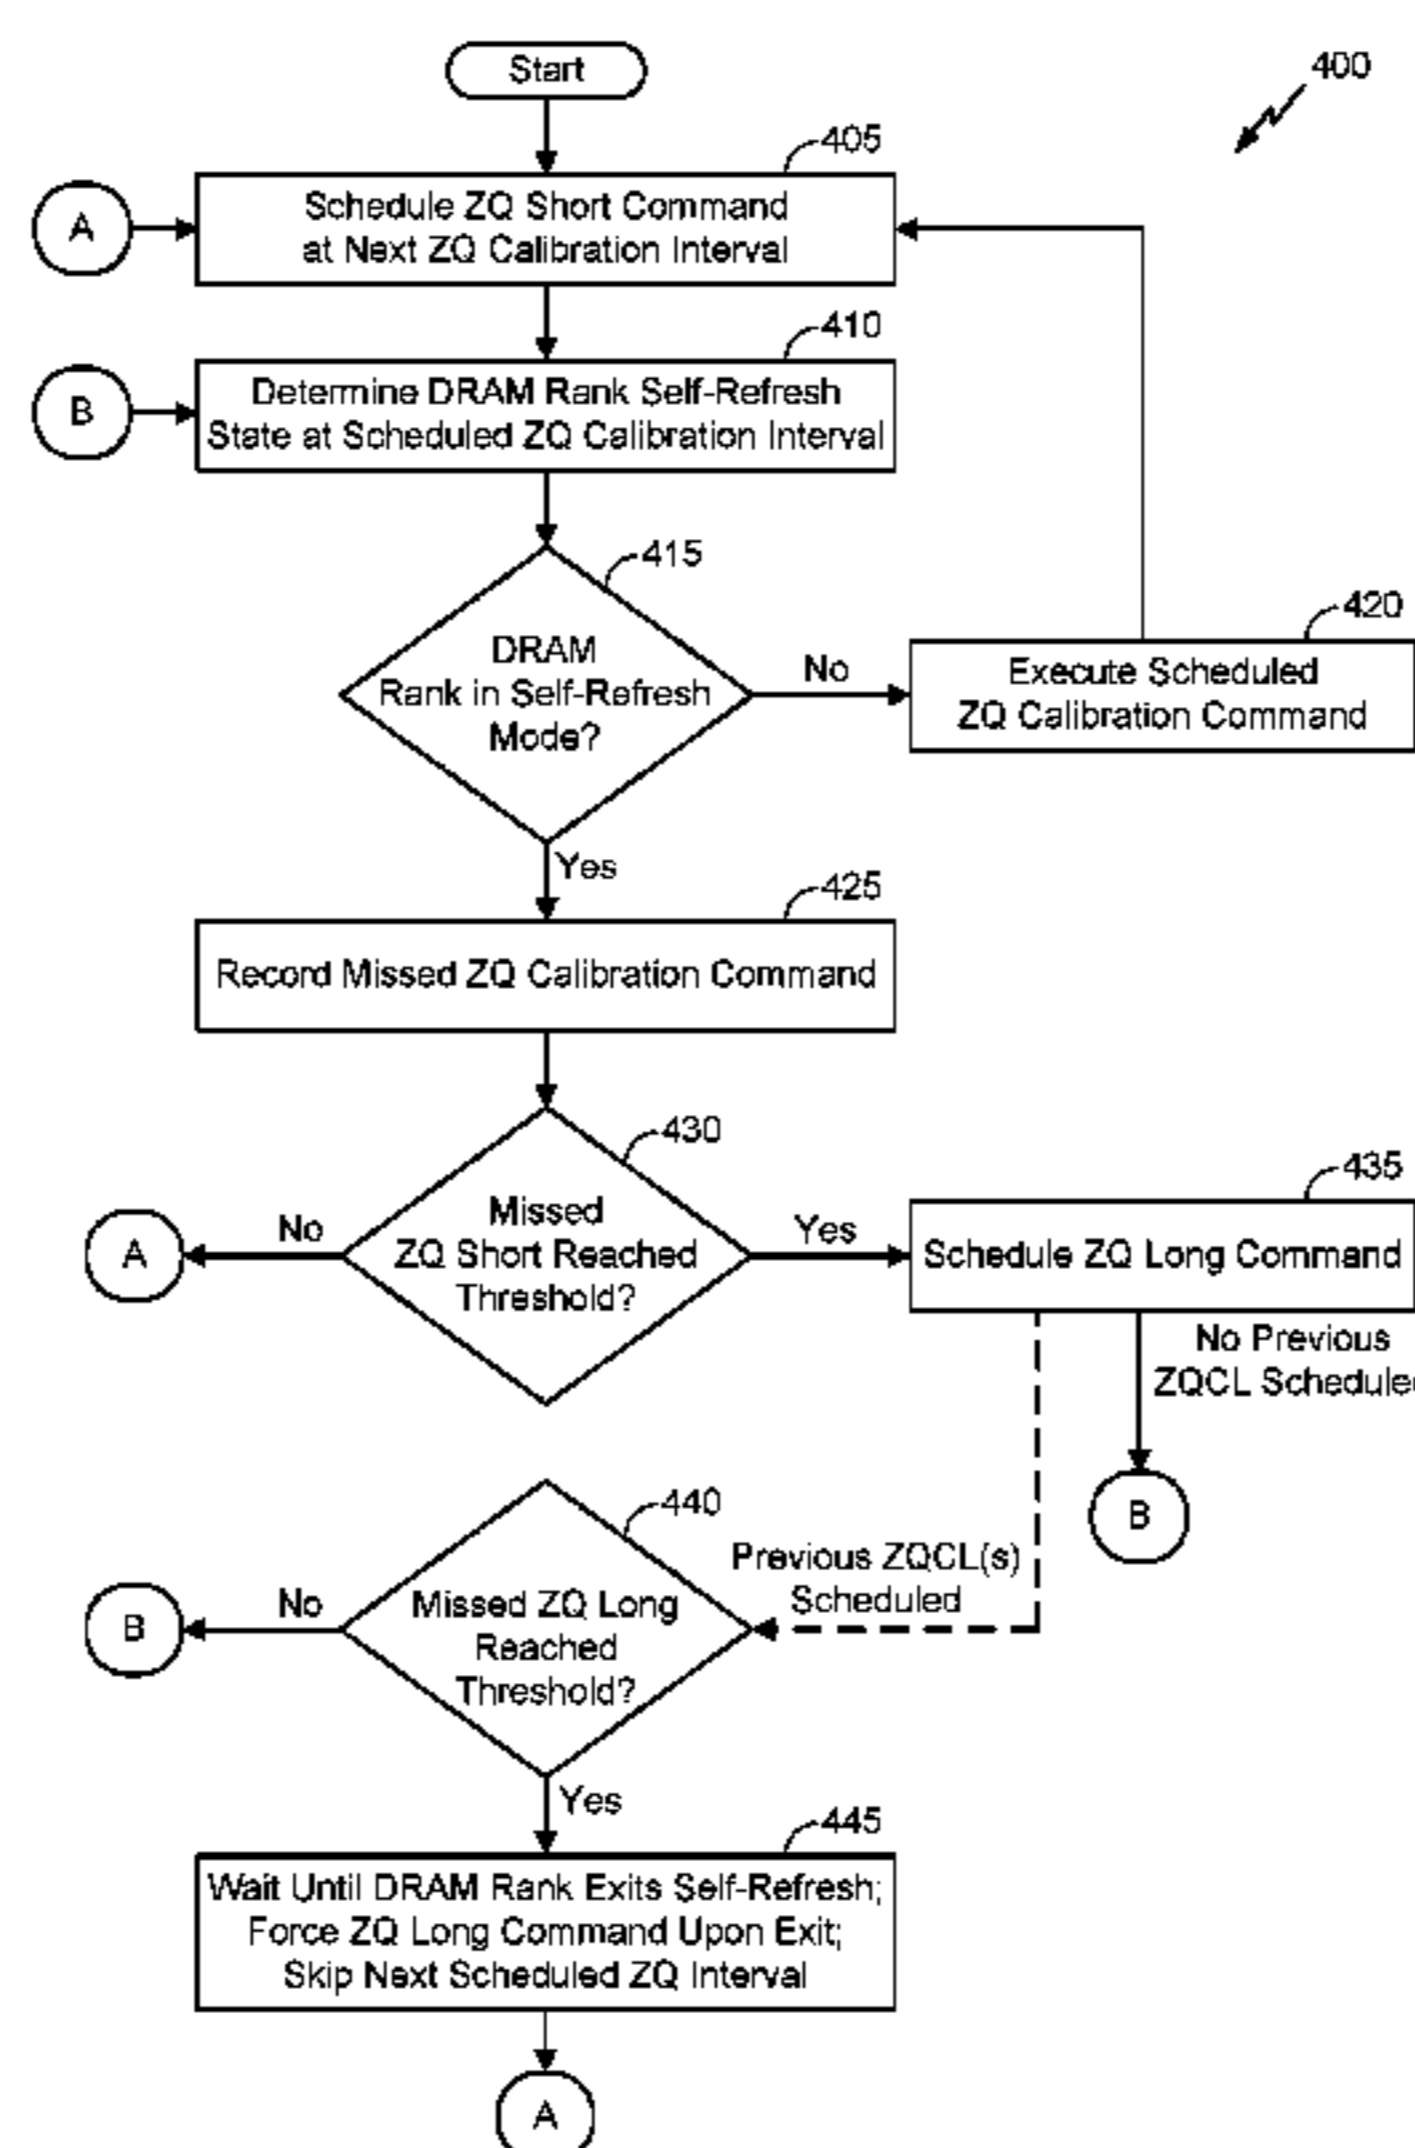 Start
400
405
A
Schedule ZQ Short Command
at Next ZQ Calibration Interval
410
B
Determine DRAM Rank Self-Refresh
State at Scheduled ZQ Calibration Interval
415
DRAM
Rank in Self-Refresh
Mode?
No
420
Execute Scheduled
ZQ Calibration Command
Yes
425
Record Missed ZQ Calibration Command
430
Missed
ZQ Short Reached
Threshold?
No
A
Yes
435
Schedule ZQ Long Command
No Previous
ZQCL Scheduled
B
Previous ZQCL(s)
Scheduled
440
Missed ZQ Long
Reached
Threshold?
No
B
Yes
445
Wait Until DRAM Rank Exits Self-Refresh;
Force ZQ Long Command Upon Exit;
Skip Next Scheduled ZQ Interval
A